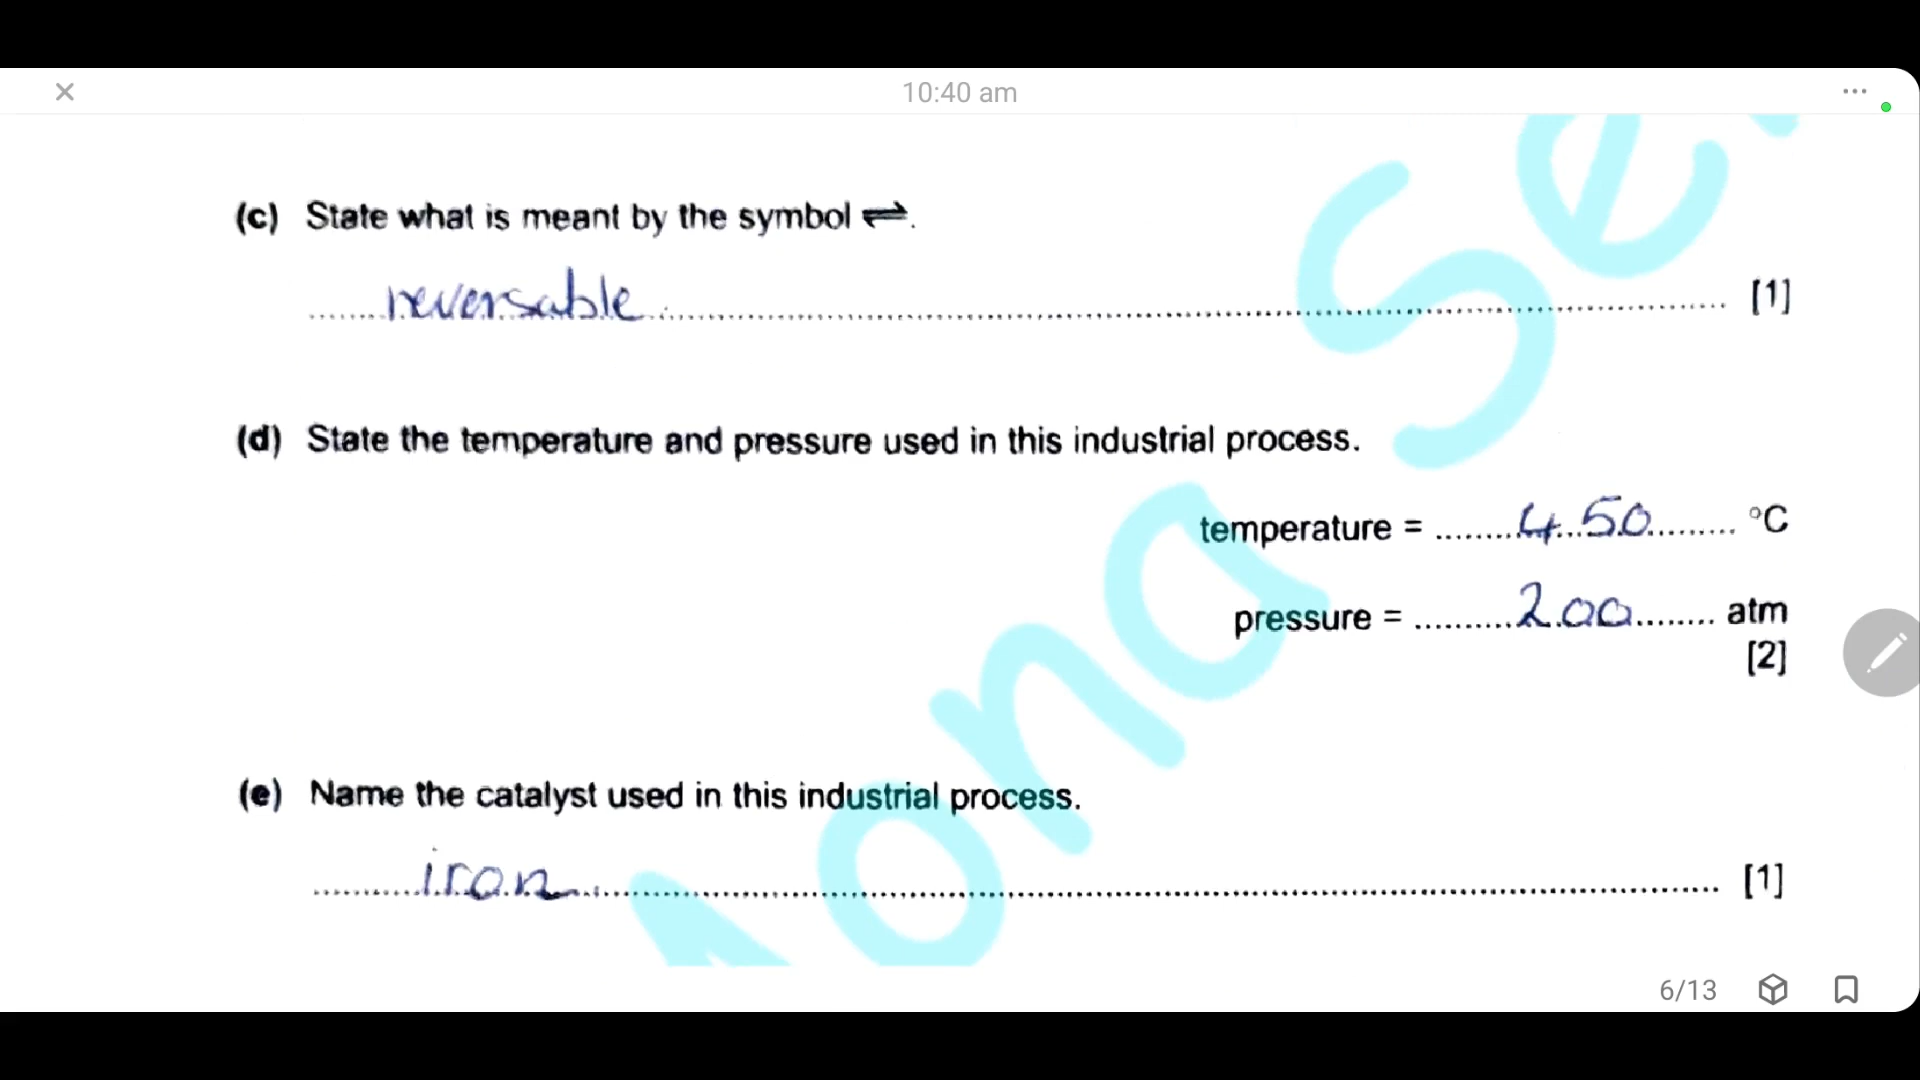 10:40 am
(c) State what is meant by the symbol ⇌.
reversable [1]
(d) State the temperature and pressure used in this industrial process.
temperature = 450 °C
pressure = 200 atm
[2]
(e) Name the catalyst used in this industrial process.
iron [1]
6/13